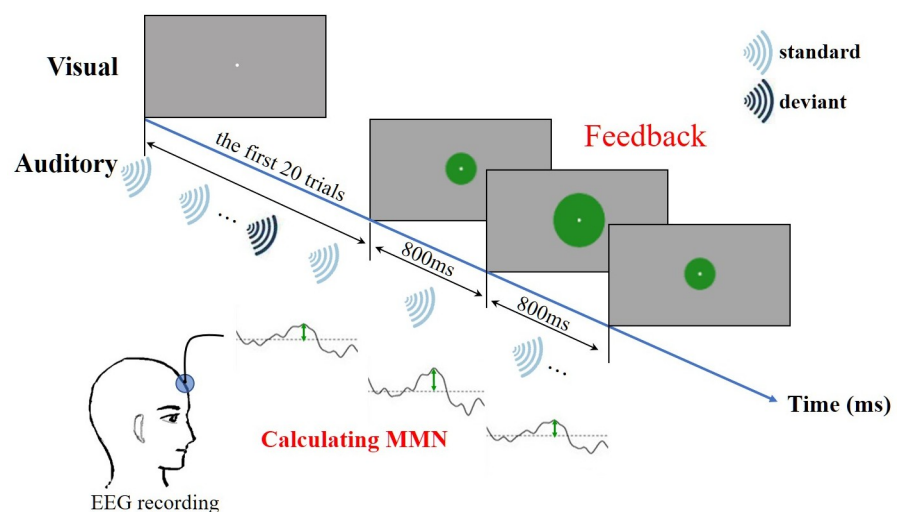 Visual
standard
deviant
Feedback
Auditory
the first 20 trials
...
800ms
800ms
...
Time (ms)
Calculating MMN
EEG recording